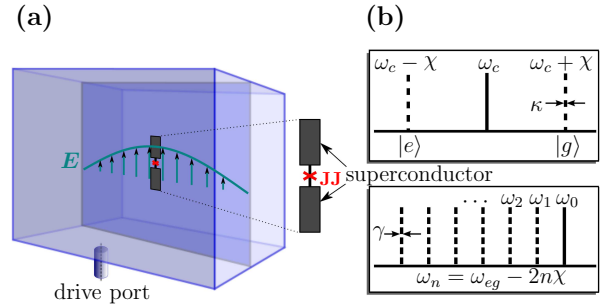 (a)
(b)
E
JJ
superconductor
drive port
ω_c − χ ω_c ω_c + χ
κ
|e⟩ |g⟩
... ω_2 ω_1 ω_0
γ
ω_n = ω_eg − 2nχ